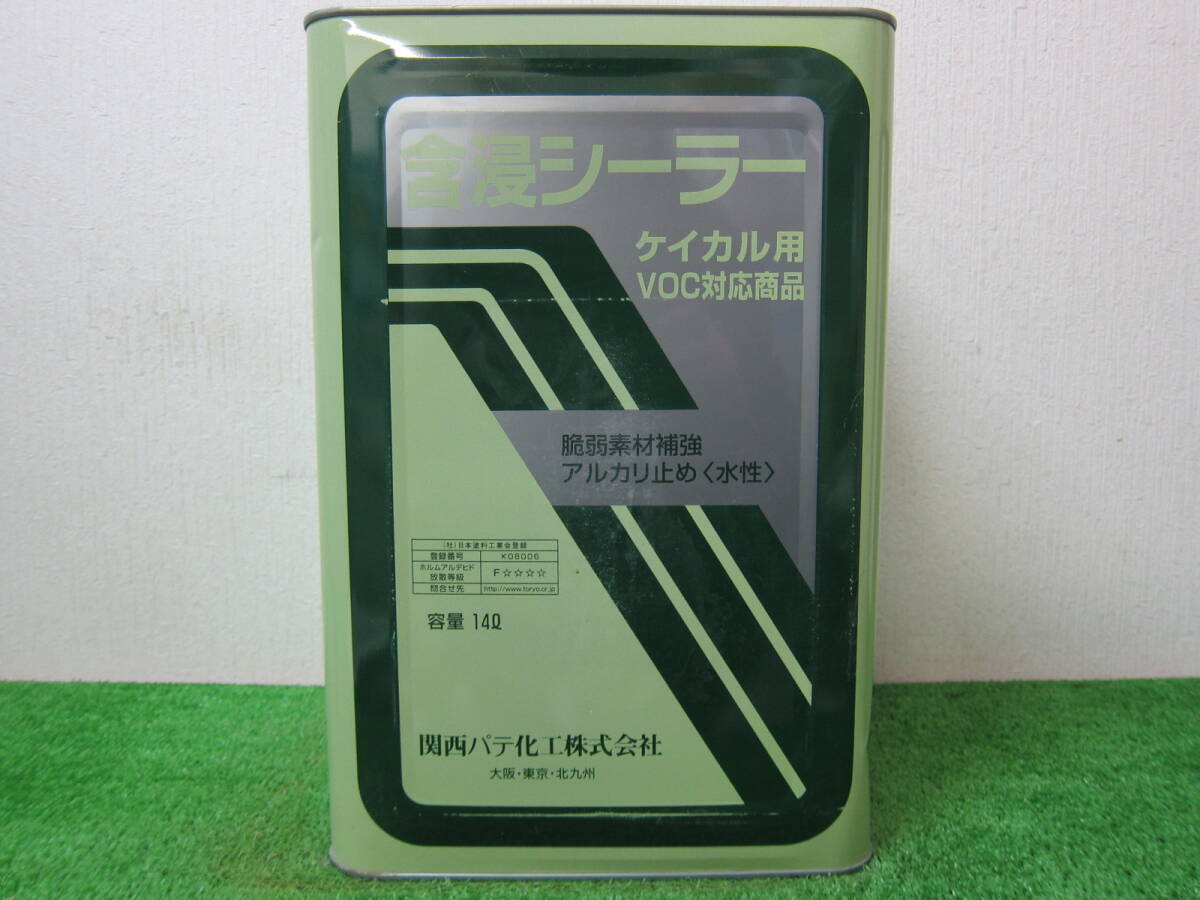 含浸シーラー
ケイカル用
VOC対応商品
脆弱素材補強
アルカリ止め〈水性〉
(社)日本塗料工業会登録
登録番号 K08006
ホルムアルデヒド
放散等級 F☆☆☆☆
問合せ先 http://www.toryo.or.jp
容量 14ℓ
関西パテ化工株式会社
大阪・東京・北九州